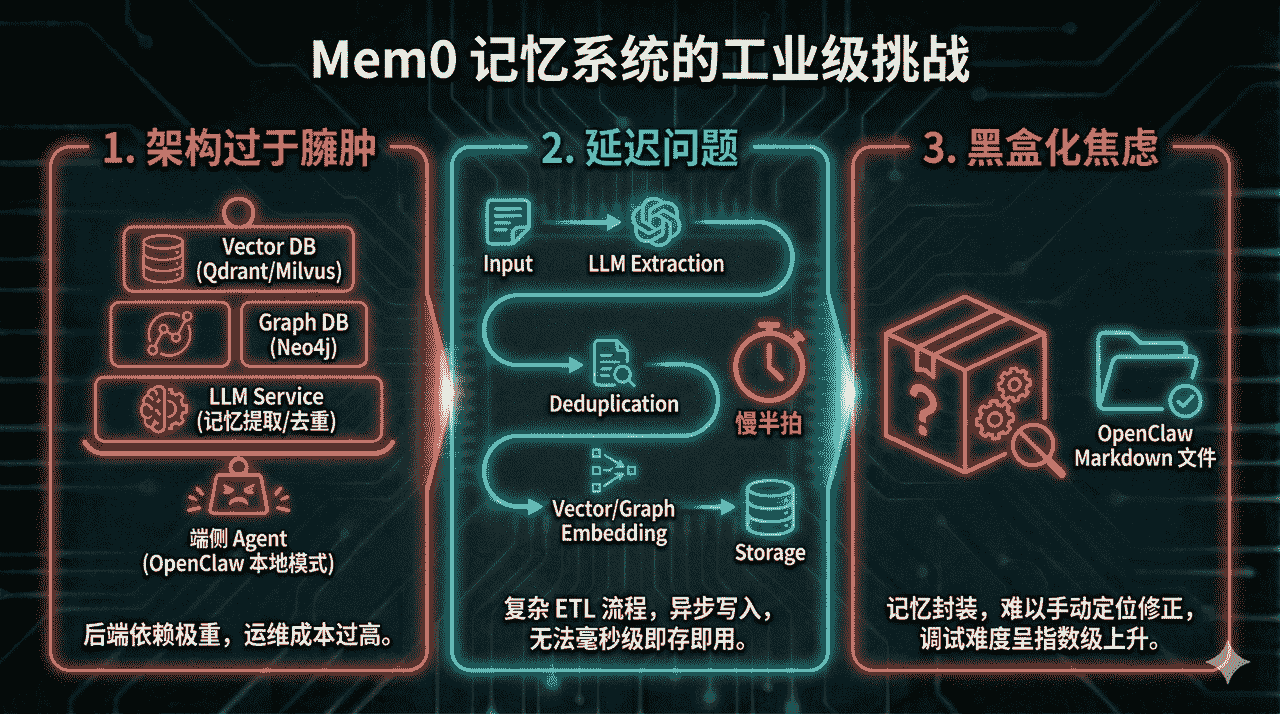 Mem0 记忆系统的工业级挑战
1. 架构过于臃肿
Vector DB
(Qdrant/Milvus)
Graph DB
(Neo4j)
LLM Service
(记忆提取/去重)
端侧 Agent
(OpenClaw 本地模式)
后端依赖极重，运维成本过高。
2. 延迟问题
Input
LLM Extraction
Deduplication
慢半拍
Vector/Graph
Embedding
Storage
复杂 ETL 流程，异步写入，
无法毫秒级即存即用。
3. 黑盒化焦虑
?
OpenClaw
Markdown 文件
记忆封装，难以手动定位修正，
调试难度呈指数级上升。